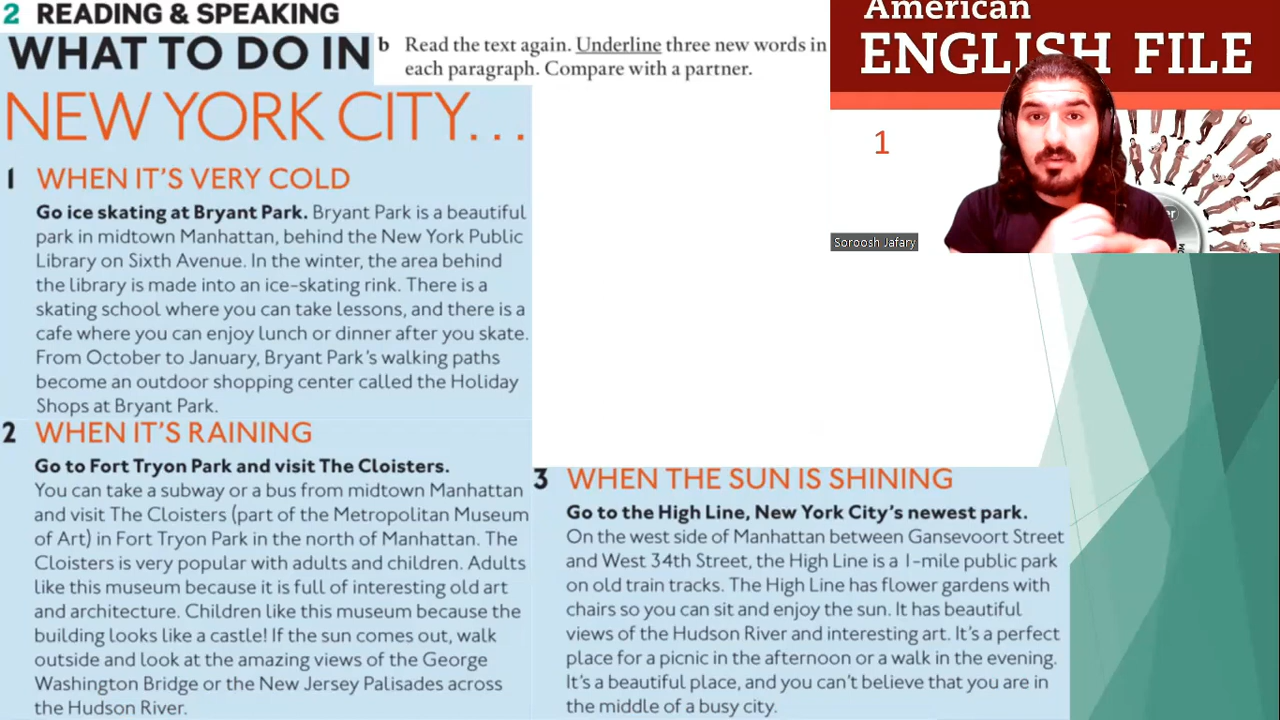 2 READING & SPEAKING
WHAT TO DO IN
NEW YORK CITY...
b Read the text again. Underline three new words in
each paragraph. Compare with a partner.
American
ENGLISH FILE
1
Soroosh Jafary
1 WHEN IT'S VERY COLD
Go ice skating at Bryant Park. Bryant Park is a beautiful
park in midtown Manhattan, behind the New York Public
Library on Sixth Avenue. In the winter, the area behind
the library is made into an ice-skating rink. There is a
skating school where you can take lessons, and there is a
cafe where you can enjoy lunch or dinner after you skate.
From October to January, Bryant Park's walking paths
become an outdoor shopping center called the Holiday
Shops at Bryant Park.
2 WHEN IT'S RAINING
Go to Fort Tryon Park and visit The Cloisters.
You can take a subway or a bus from midtown Manhattan
and visit The Cloisters (part of the Metropolitan Museum
of Art) in Fort Tryon Park in the north of Manhattan. The
Cloisters is very popular with adults and children. Adults
like this museum because it is full of interesting old art
and architecture. Children like this museum because the
building looks like a castle! If the sun comes out, walk
outside and look at the amazing views of the George
Washington Bridge or the New Jersey Palisades across
the Hudson River.
3 WHEN THE SUN IS SHINING
Go to the High Line, New York City's newest park.
On the west side of Manhattan between Gansevoort Street
and West 34th Street, the High Line is a 1-mile public park
on old train tracks. The High Line has flower gardens with
chairs so you can sit and enjoy the sun. It has beautiful
views of the Hudson River and interesting art. It's a perfect
place for a picnic in the afternoon or a walk in the evening.
It's a beautiful place, and you can't believe that you are in
the middle of a busy city.